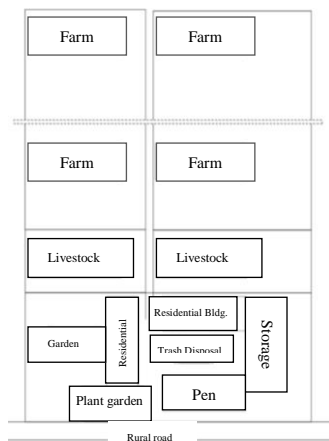 Farm
Farm
Farm
Farm
Livestock
Livestock
Residential Bldg.
Garden
Residential
Trash Disposal
Storage
Plant garden
Pen
Rural road